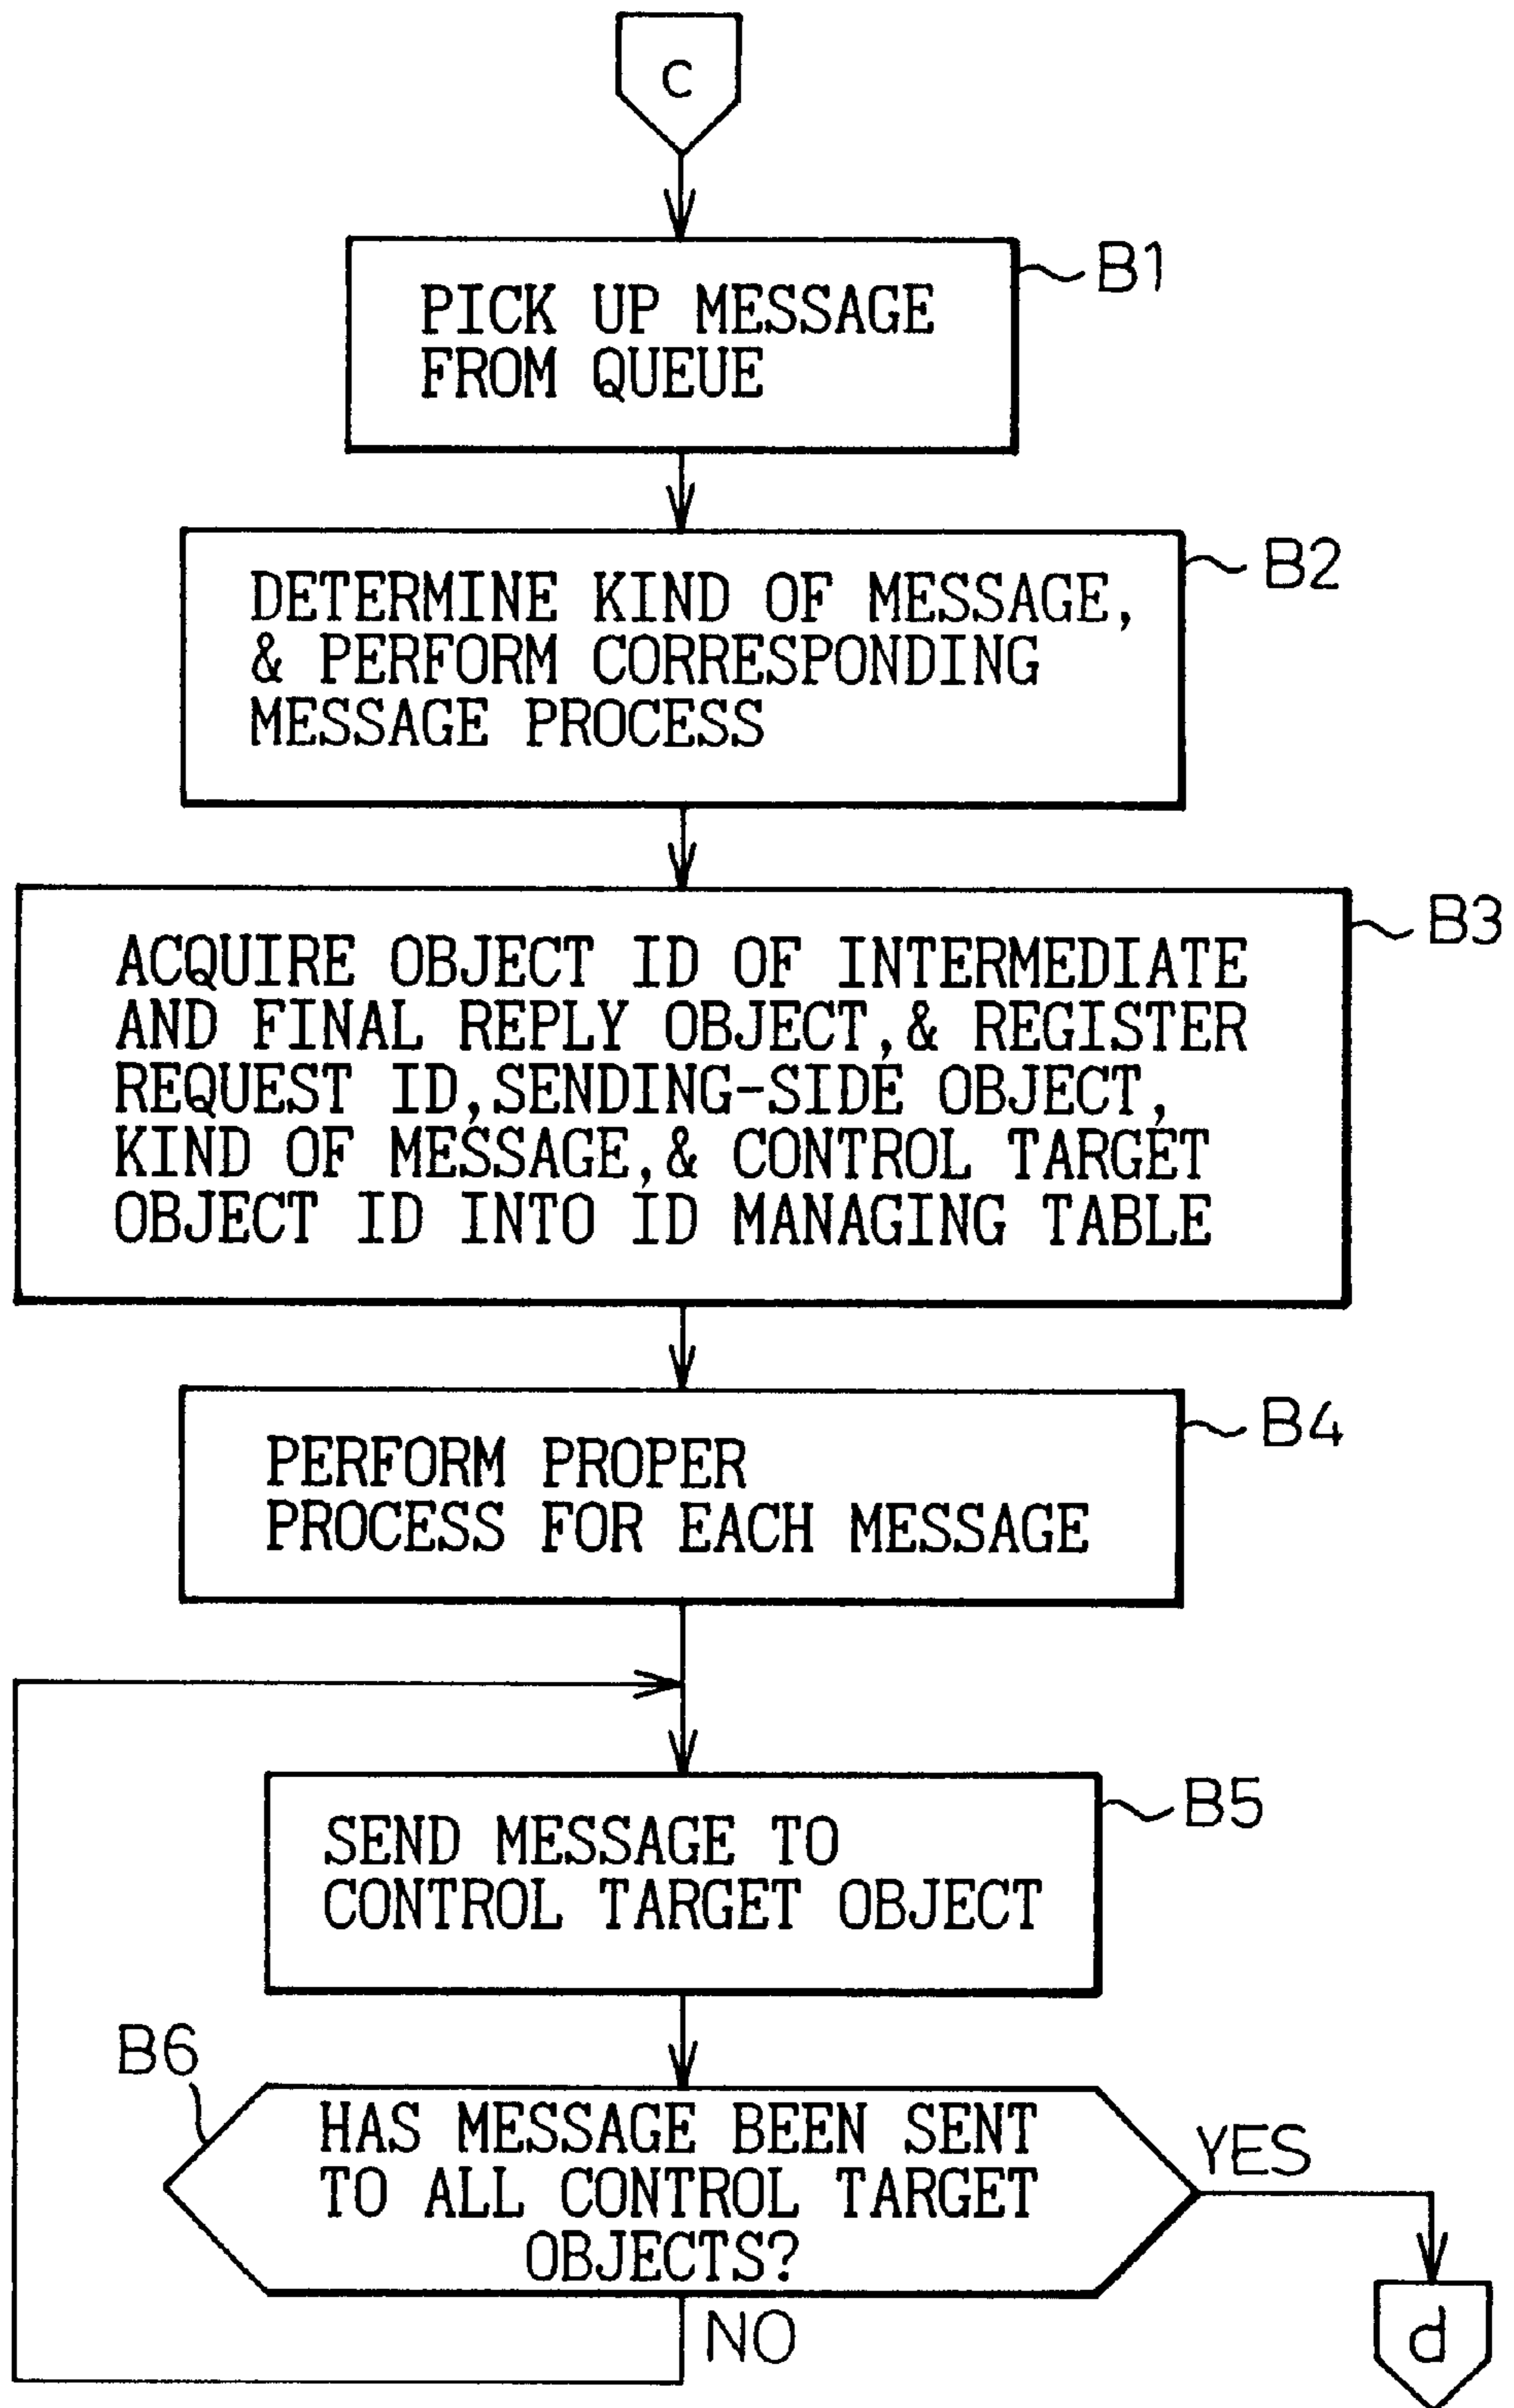 c
B1
PICK UP MESSAGE
FROM QUEUE
B2
DETERMINE KIND OF MESSAGE,
& PERFORM CORRESPONDING
MESSAGE PROCESS
B3
ACQUIRE OBJECT ID OF INTERMEDIATE
AND FINAL REPLY OBJECT,& REGISTER
REQUEST ID,SENDING-SIDE OBJECT,
KIND OF MESSAGE,& CONTROL TARGET
OBJECT ID INTO ID MANAGING TABLE
B4
PERFORM PROPER
PROCESS FOR EACH MESSAGE
B5
SEND MESSAGE TO
CONTROL TARGET OBJECT
B6
HAS MESSAGE BEEN SENT
TO ALL CONTROL TARGET
OBJECTS?
YES
NO
d